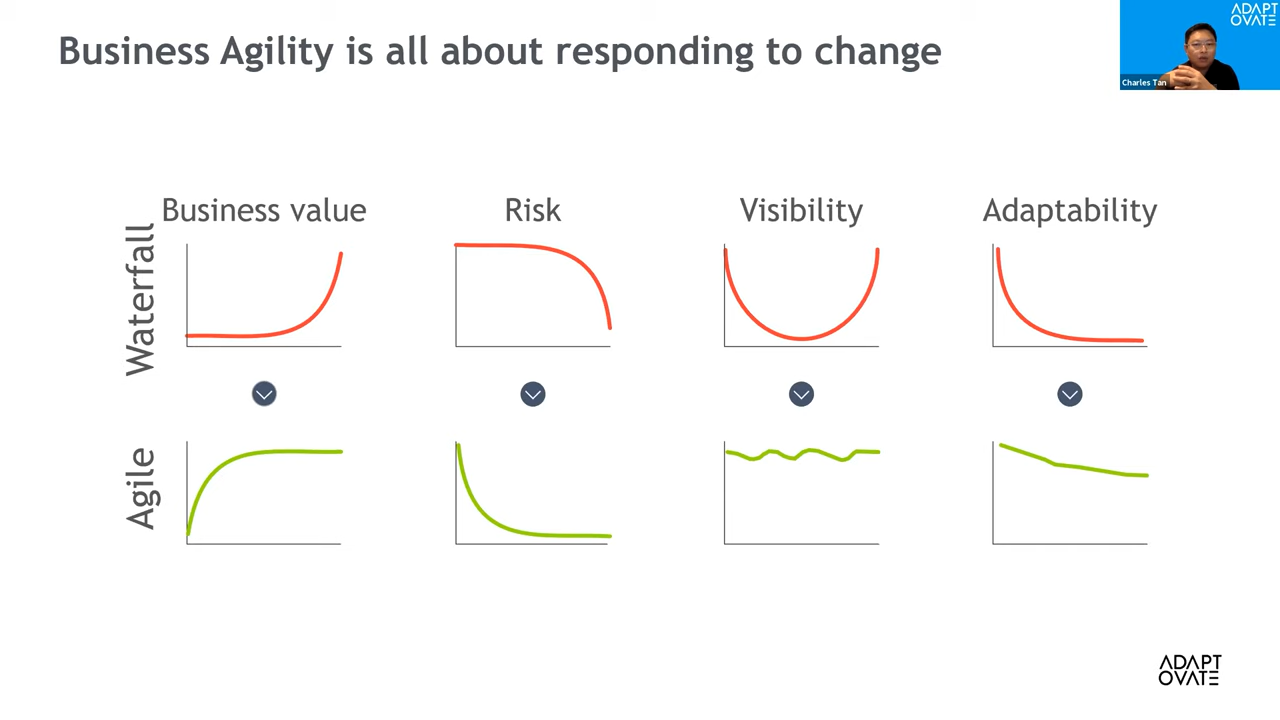 Business Agility is all about responding to change
ADAPT
OVATE
Charles Tan
Business value
Risk
Visibility
Adaptability
Waterfall
Agile
ADAPT
OVATE